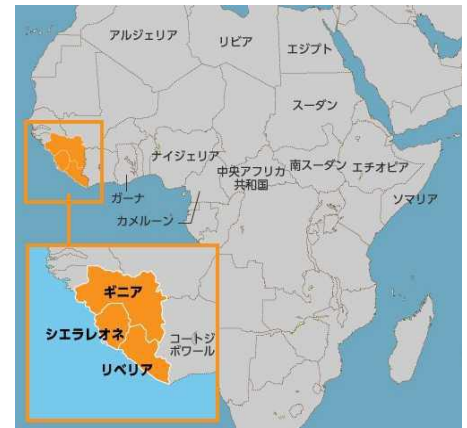 アルジェリア
リビア
エジプト
スーダン
ナイジェリア
中央アフリカ
共和国
南スーダン
エチオピア
ガーナ
カメルーン
ソマリア
ギニア
シエラレオネ
コートジ
ボワール
リベリア